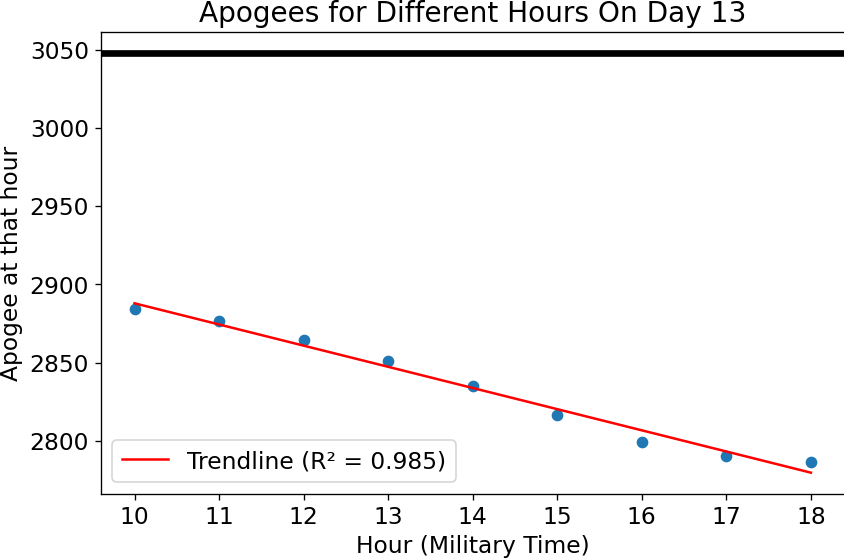 Apogees for Different Hours On Day 13
Apogee at that hour
3050
3000
2950
2900
2850
2800
Trendline (R² = 0.985)
10 11 12 13 14 15 16 17 18
Hour (Military Time)